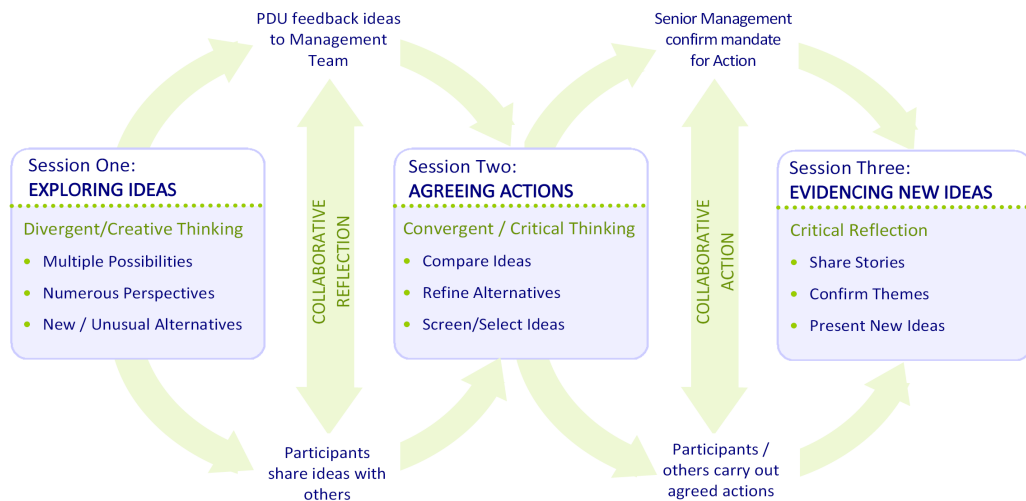 PDU feedback ideas
to Management
Team
Senior Management
confirm mandate
for Action
Session One:
EXPLORING IDEAS
Divergent/Creative Thinking
Multiple Possibilities
Numerous Perspectives
New / Unusual Alternatives
COLLABORATIVE
REFLECTION
Session Two:
AGREEING ACTIONS
Convergent / Critical Thinking
Compare Ideas
Refine Alternatives
Screen/Select Ideas
COLLABORATIVE
ACTION
Session Three:
EVIDENCING NEW IDEAS
Critical Reflection
Share Stories
Confirm Themes
Present New Ideas
Participants
share ideas with
others
Participants /
others carry out
agreed actions